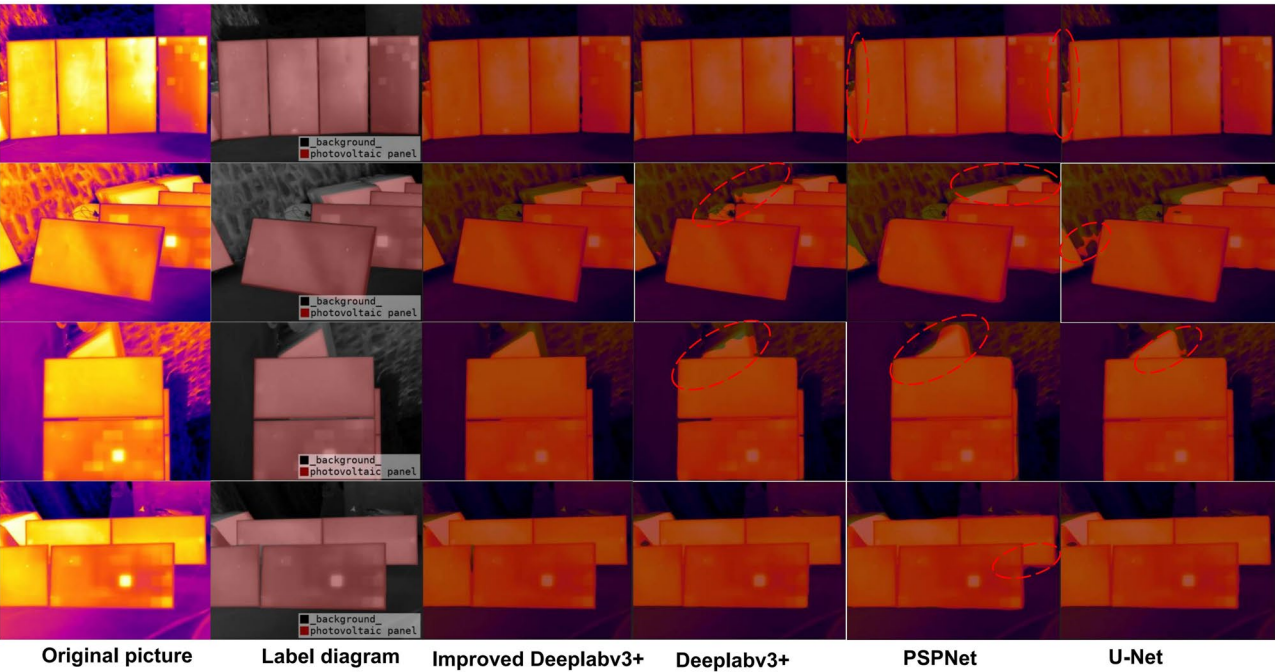 _background_
photovoltaic panel
_background_
photovoltaic panel
_background_
photovoltaic panel
_background_
photovoltaic panel
Original picture Label diagram Improved Deeplabv3+ Deeplabv3+ PSPNet U-Net